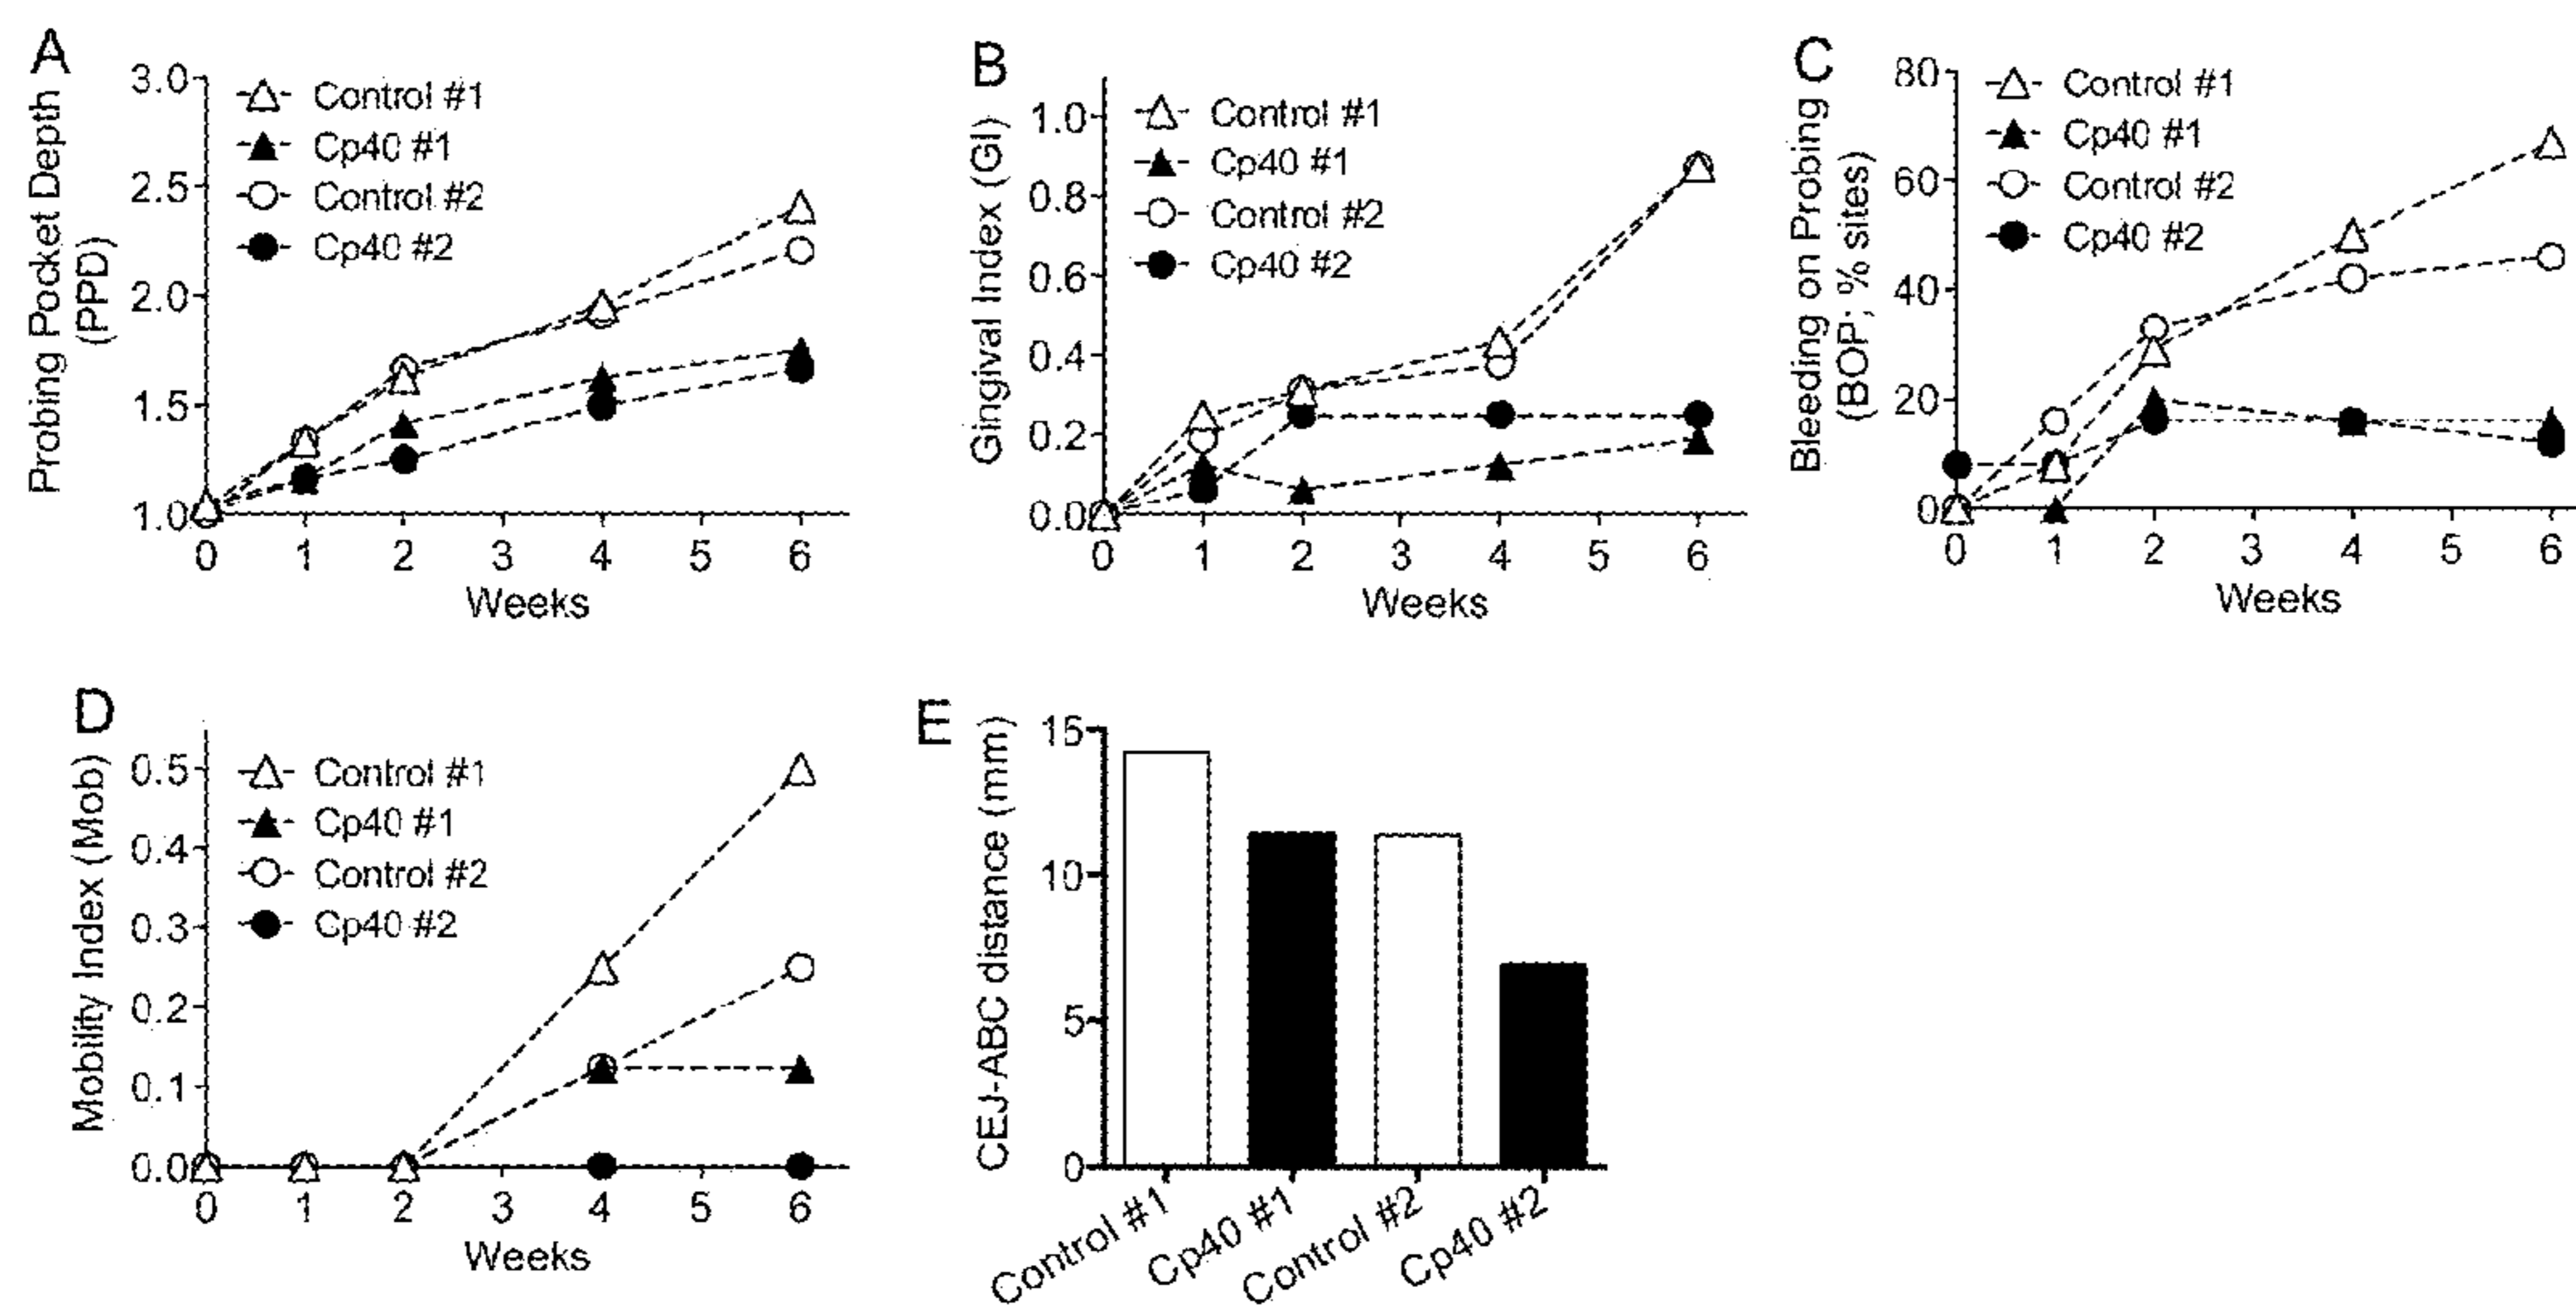 A
Probing Pocket Depth
(PPD)
3.0
2.5
2.0
1.5
1.0
Control #1
Cp40 #1
Control #2
Cp40 #2
0 1 2 3 4 5 6
Weeks
B
Gingival Index (GI)
1.0
0.8
0.6
0.4
0.2
0.0
Control #1
Cp40 #1
Control #2
Cp40 #2
0 1 2 3 4 5 6
Weeks
C
Bleeding on Probing
(BOP; % sites)
80
60
40
20
0
Control #1
Cp40 #1
Control #2
Cp40 #2
0 1 2 3 4 5 6
Weeks
D
Mobility Index (Mob)
0.5
0.4
0.3
0.2
0.1
0.0
Control #1
Cp40 #1
Control #2
Cp40 #2
0 1 2 3 4 5 6
Weeks
E
CEJ-ABC distance (mm)
15
10
5
0
Control #1
Cp40 #1
Control #2
Cp40 #2